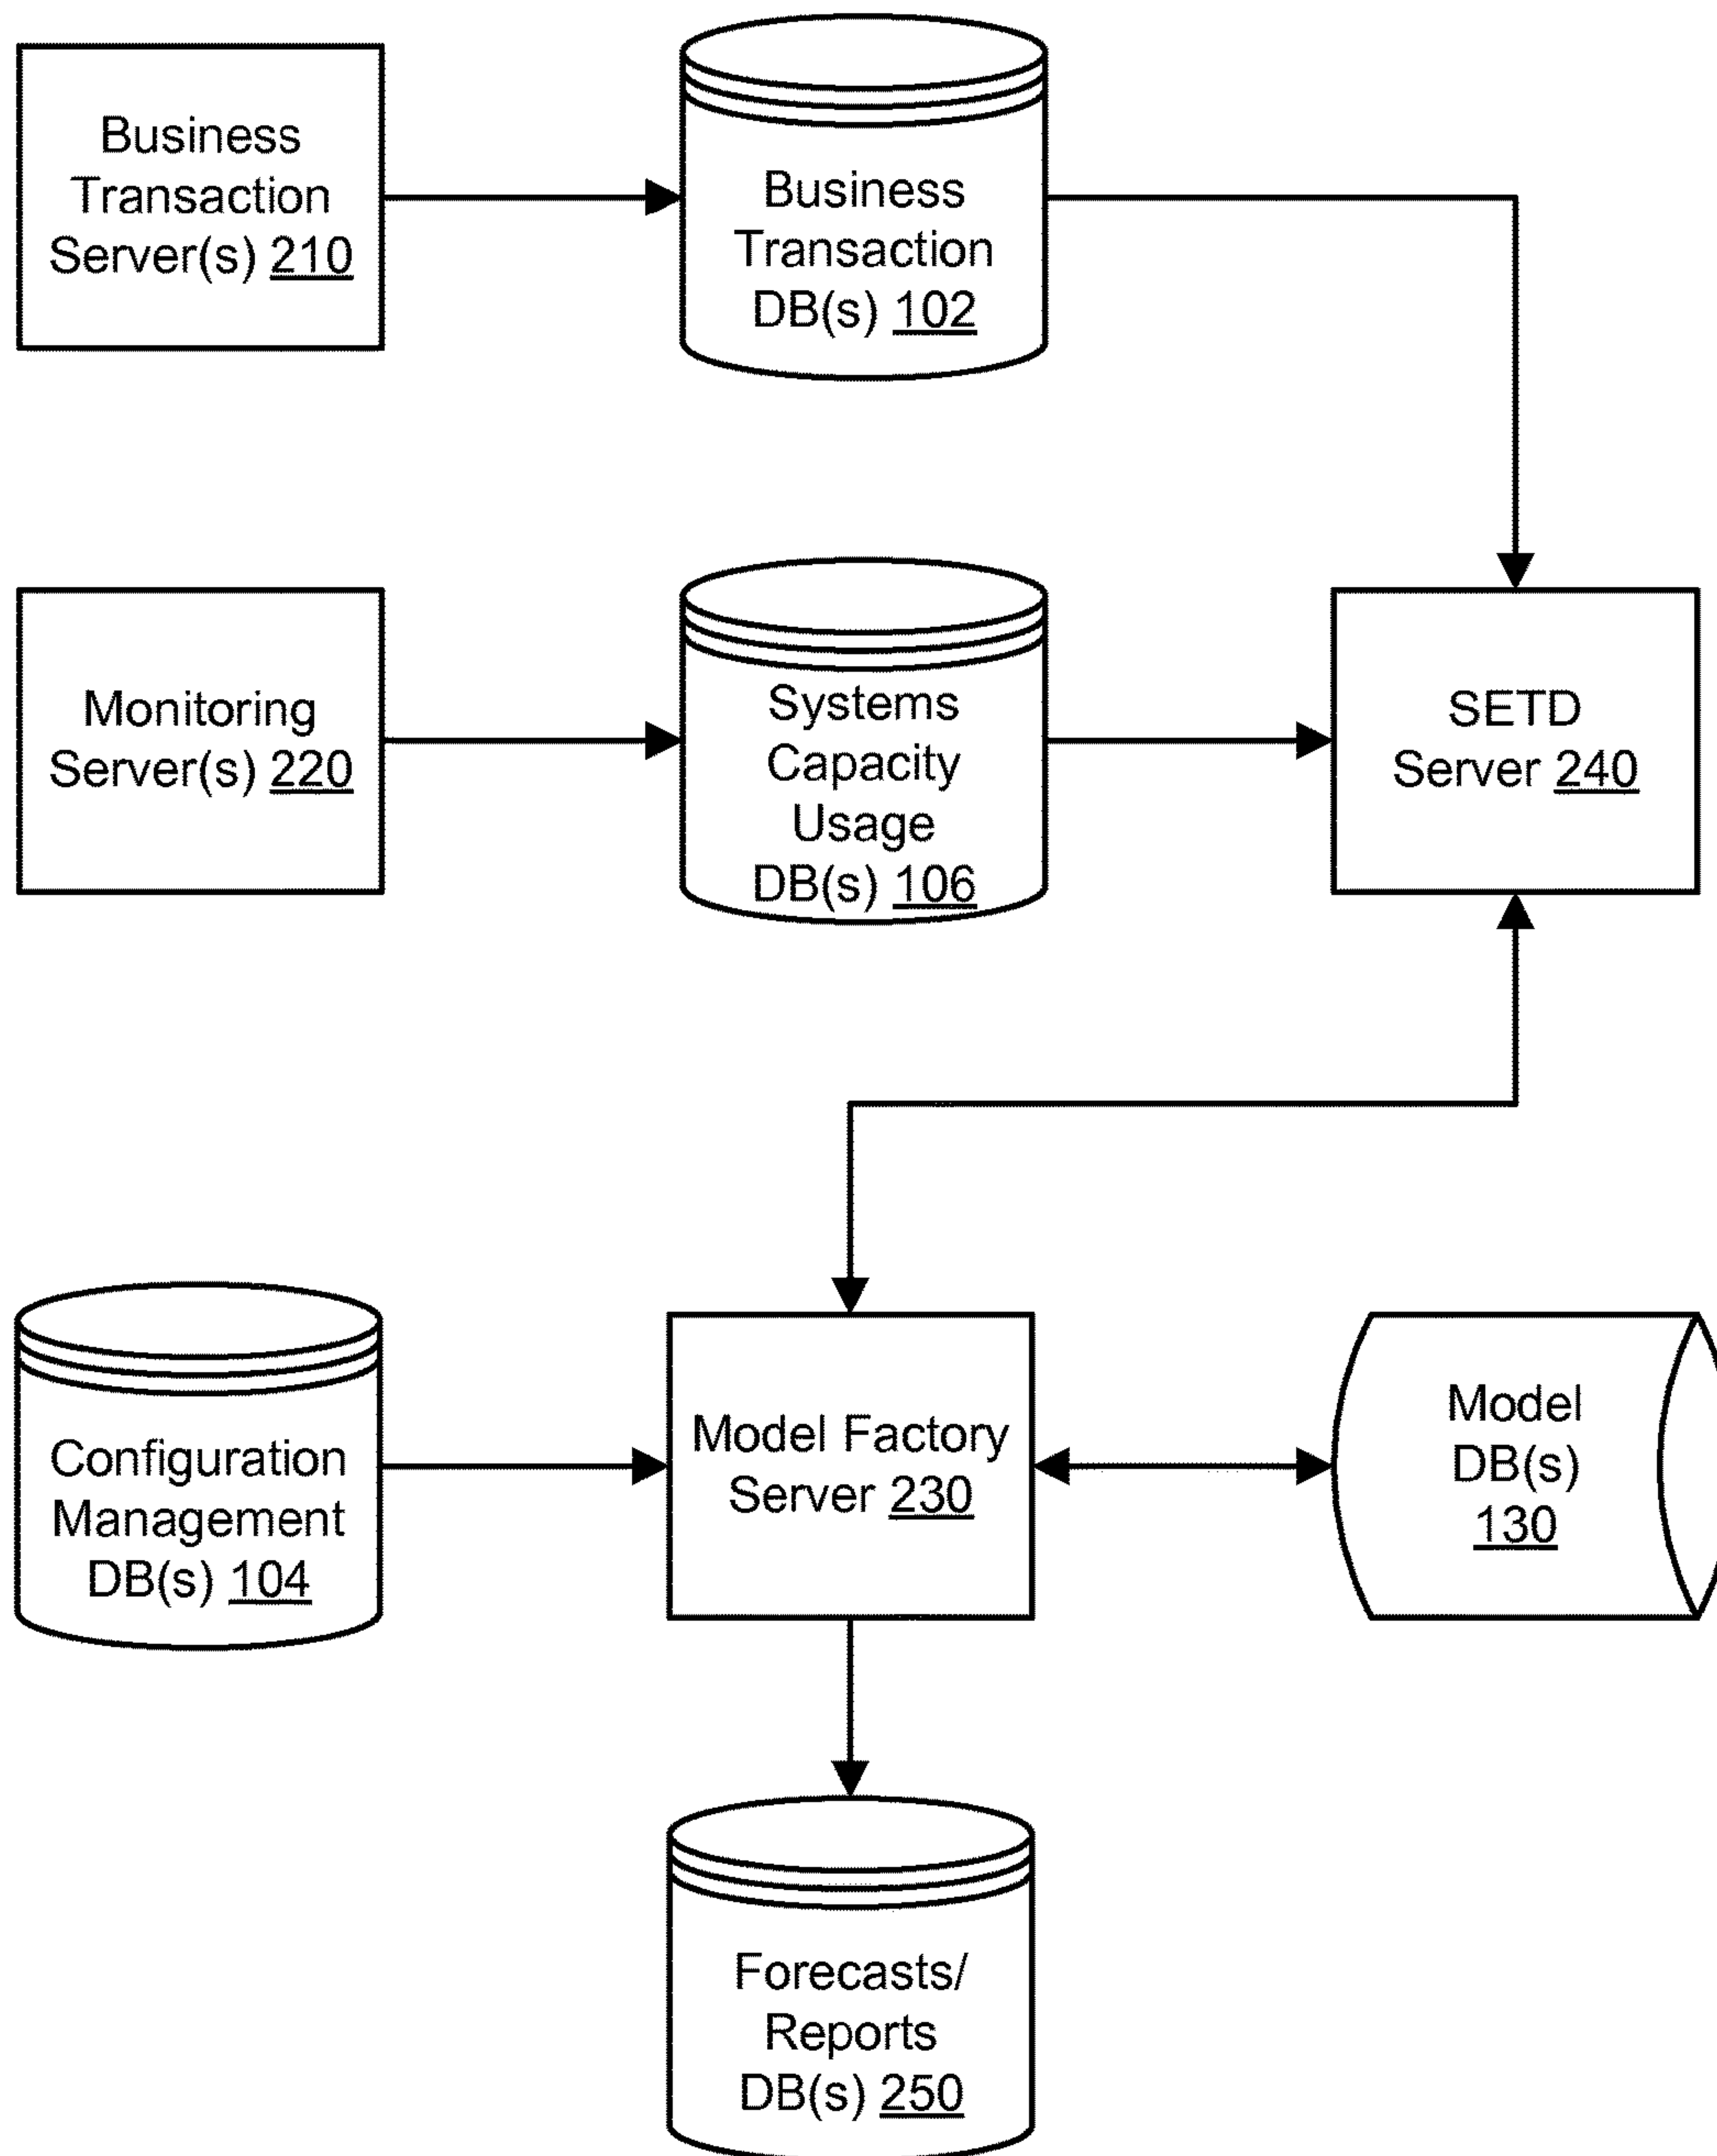 Business
Transaction
Server(s) 210
Business
Transaction
DB(s) 102
Monitoring
Server(s) 220
Systems
Capacity
Usage
DB(s) 106
SETD
Server 240
Configuration
Management
DB(s) 104
Model Factory
Server 230
Model
DB(s)
130
Forecasts/
Reports
DB(s) 250